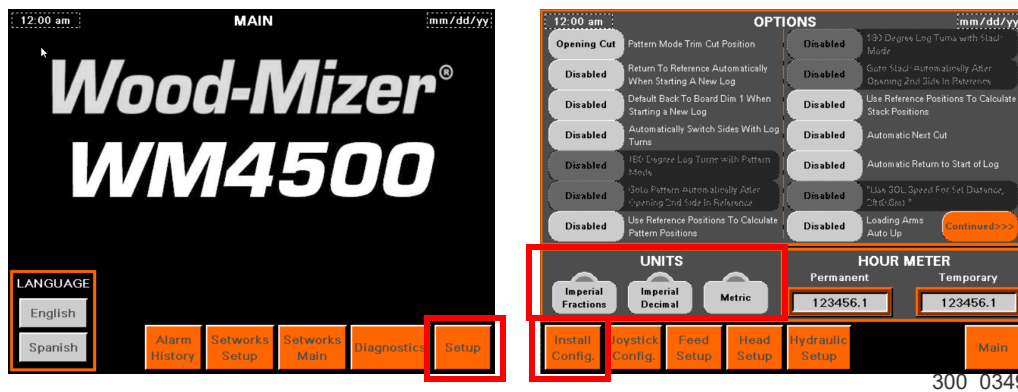 12:00 am MAIN mm/dd/yy
Wood-Mizer®
WM4500
LANGUAGE
English
Spanish
Alarm History
Setworks Setup
Setworks Main
Diagnostics
Setup
12:00 am OPTIONS mm/dd/yy
Opening Cut Pattern Mode Trim Cut Position
Disabled Return To Reference Automatically
When Starting A New Log
Disabled Default Back To Board Dim 1 When
Starting a New Log
Disabled Automatically Switch Sides With Log
Turns
Disabled 180 Degree Log Turns with Pattern
Mode
Disabled Goto Pattern Automatically After
Opening 2nd Side In Reference
Disabled Use Reference Positions To Calculate
Pattern Positions
Disabled 180 Degree Log Turns with Stack
Mode
Disabled Goto Stack Automatically After
Opening 2nd Side In Reference
Disabled Use Reference Positions To Calculate
Stack Positions
Disabled Automatic Next Cut
Disabled Automatic Return to Start of Log
Disabled "Use SOL Speed For Set Distance,
Disabled Loading Arms
Auto Up
Continued>>>
UNITS
Imperial Fractions
Imperial Decimal
Metric
HOUR METER
Permanent Temporary
123456.1 123456.1
Install Config.
Joystick Config.
Feed Setup
Head Setup
Hydraulic Setup
Main
300_0349